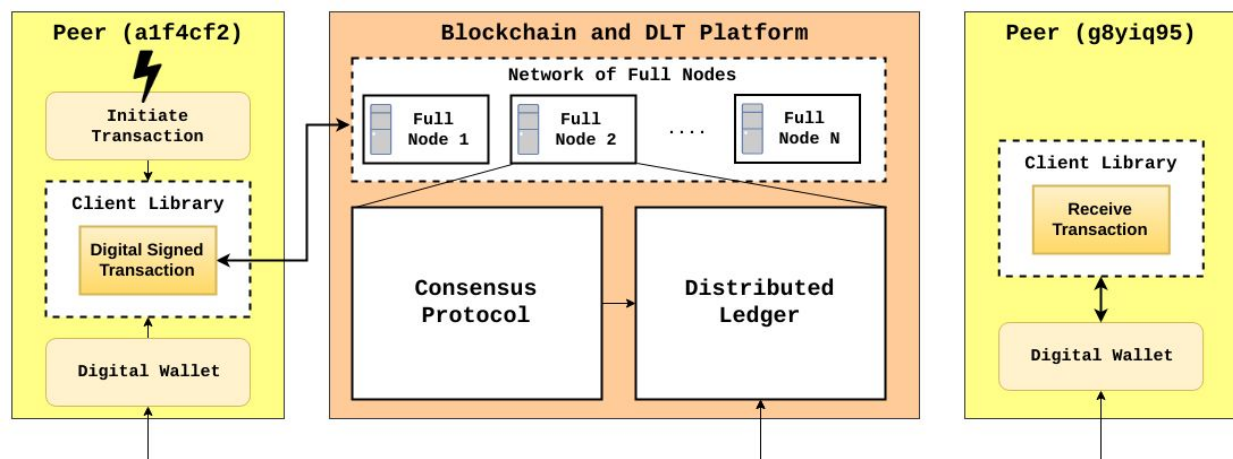 Peer (a1f4cf2)
Initiate
Transaction
Client Library
Digital Signed
Transaction
Digital Wallet
Blockchain and DLT Platform
Network of Full Nodes
Full
Node 1
Full
Node 2
....
Full
Node N
Consensus
Protocol
Distributed
Ledger
Peer (g8yiq95)
Client Library
Receive
Transaction
Digital Wallet